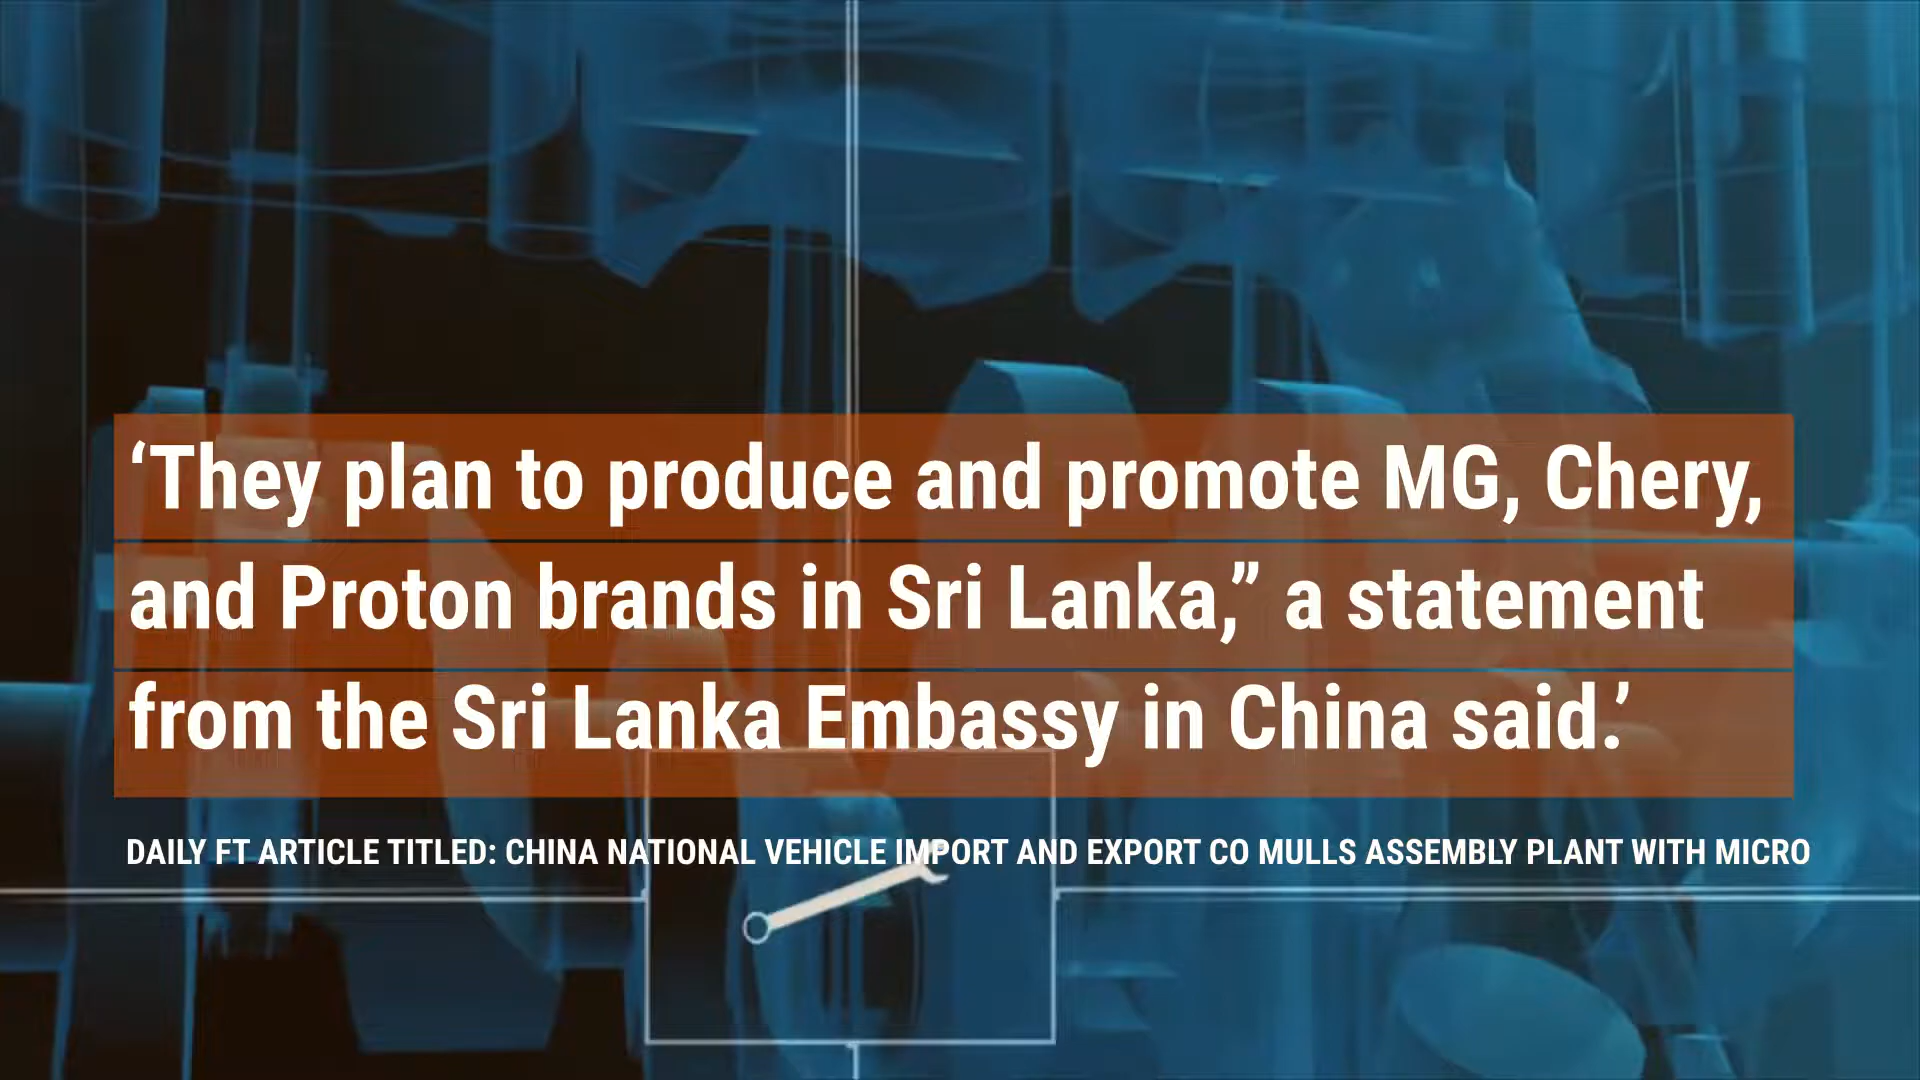 ‘They plan to produce and promote MG, Chery,
and Proton brands in Sri Lanka,” a statement
from the Sri Lanka Embassy in China said.’
DAILY FT ARTICLE TITLED: CHINA NATIONAL VEHICLE IMPORT AND EXPORT CO MULLS ASSEMBLY PLANT WITH MICRO